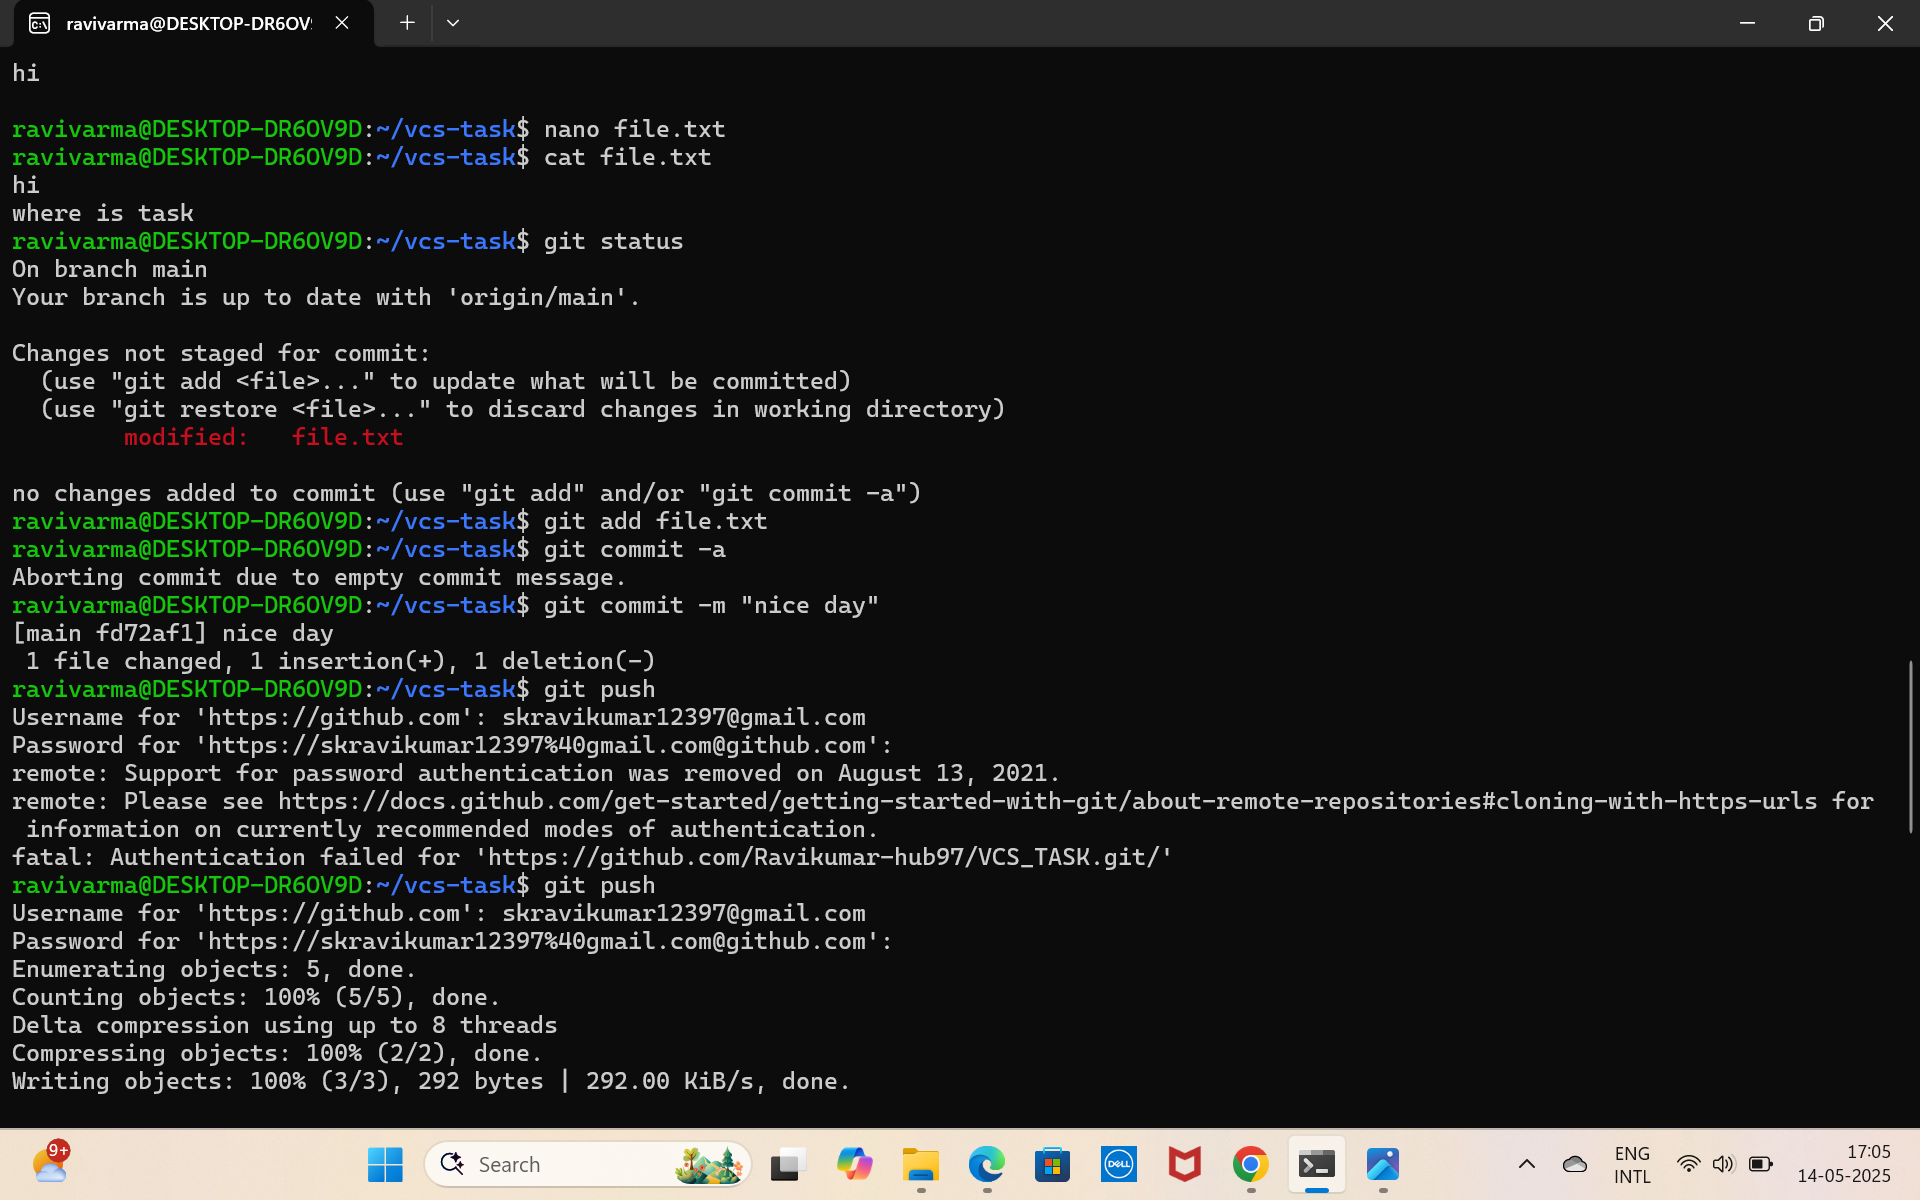 ravivarma@DESKTOP-DR6OV9
hi
ravivarma@DESKTOP-DR6OV9D:~/vcs-task$ nano file.txt
ravivarma@DESKTOP-DR6OV9D:~/vcs-task$ cat file.txt
hi
where is task
ravivarma@DESKTOP-DR6OV9D:~/vcs-task$ git status
On branch main
Your branch is up to date with 'origin/main'.
Changes not staged for commit:
  (use "git add <file>..." to update what will be committed)
  (use "git restore <file>..." to discard changes in working directory)
        modified:   file.txt
no changes added to commit (use "git add" and/or "git commit -a")
ravivarma@DESKTOP-DR6OV9D:~/vcs-task$ git add file.txt
ravivarma@DESKTOP-DR6OV9D:~/vcs-task$ git commit -a
Aborting commit due to empty commit message.
ravivarma@DESKTOP-DR6OV9D:~/vcs-task$ git commit -m "nice day"
[main fd72af1] nice day
 1 file changed, 1 insertion(+), 1 deletion(-)
ravivarma@DESKTOP-DR6OV9D:~/vcs-task$ git push
Username for 'https://github.com': skravikumar12397@gmail.com
Password for 'https://skravikumar12397%40gmail.com@github.com':
remote: Support for password authentication was removed on August 13, 2021.
remote: Please see https://docs.github.com/get-started/getting-started-with-git/about-remote-repositories#cloning-with-https-urls for
 information on currently recommended modes of authentication.
fatal: Authentication failed for 'https://github.com/Ravikumar-hub97/VCS_TASK.git/'
ravivarma@DESKTOP-DR6OV9D:~/vcs-task$ git push
Username for 'https://github.com': skravikumar12397@gmail.com
Password for 'https://skravikumar12397%40gmail.com@github.com':
Enumerating objects: 5, done.
Counting objects: 100% (5/5), done.
Delta compression using up to 8 threads
Compressing objects: 100% (2/2), done.
Writing objects: 100% (3/3), 292 bytes | 292.00 KiB/s, done.
9+
Search
DELL
ENG
INTL
17:05
14-05-2025